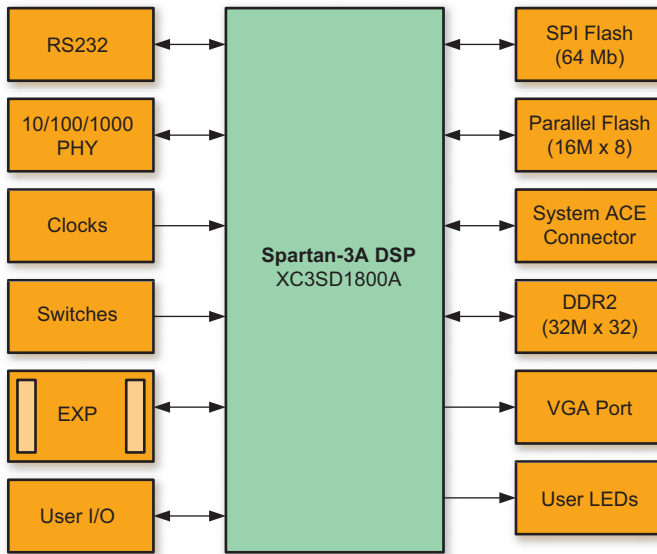 RS232
10/100/1000
PHY
Clocks
Switches
EXP
User I/O
Spartan-3A DSP
XC3SD1800A
SPI Flash
(64 Mb)
Parallel Flash
(16M x 8)
System ACE
Connector
DDR2
(32M x 32)
VGA Port
User LEDs